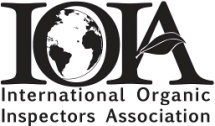 IOIA
International Organic
Inspectors Association